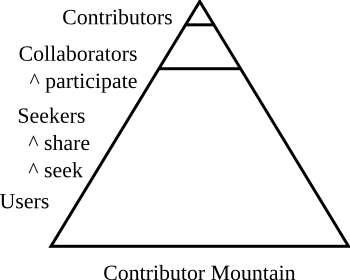 Contributors
Collaborators
^ participate
Seekers
^ share
^ seek
Users
Contributor Mountain